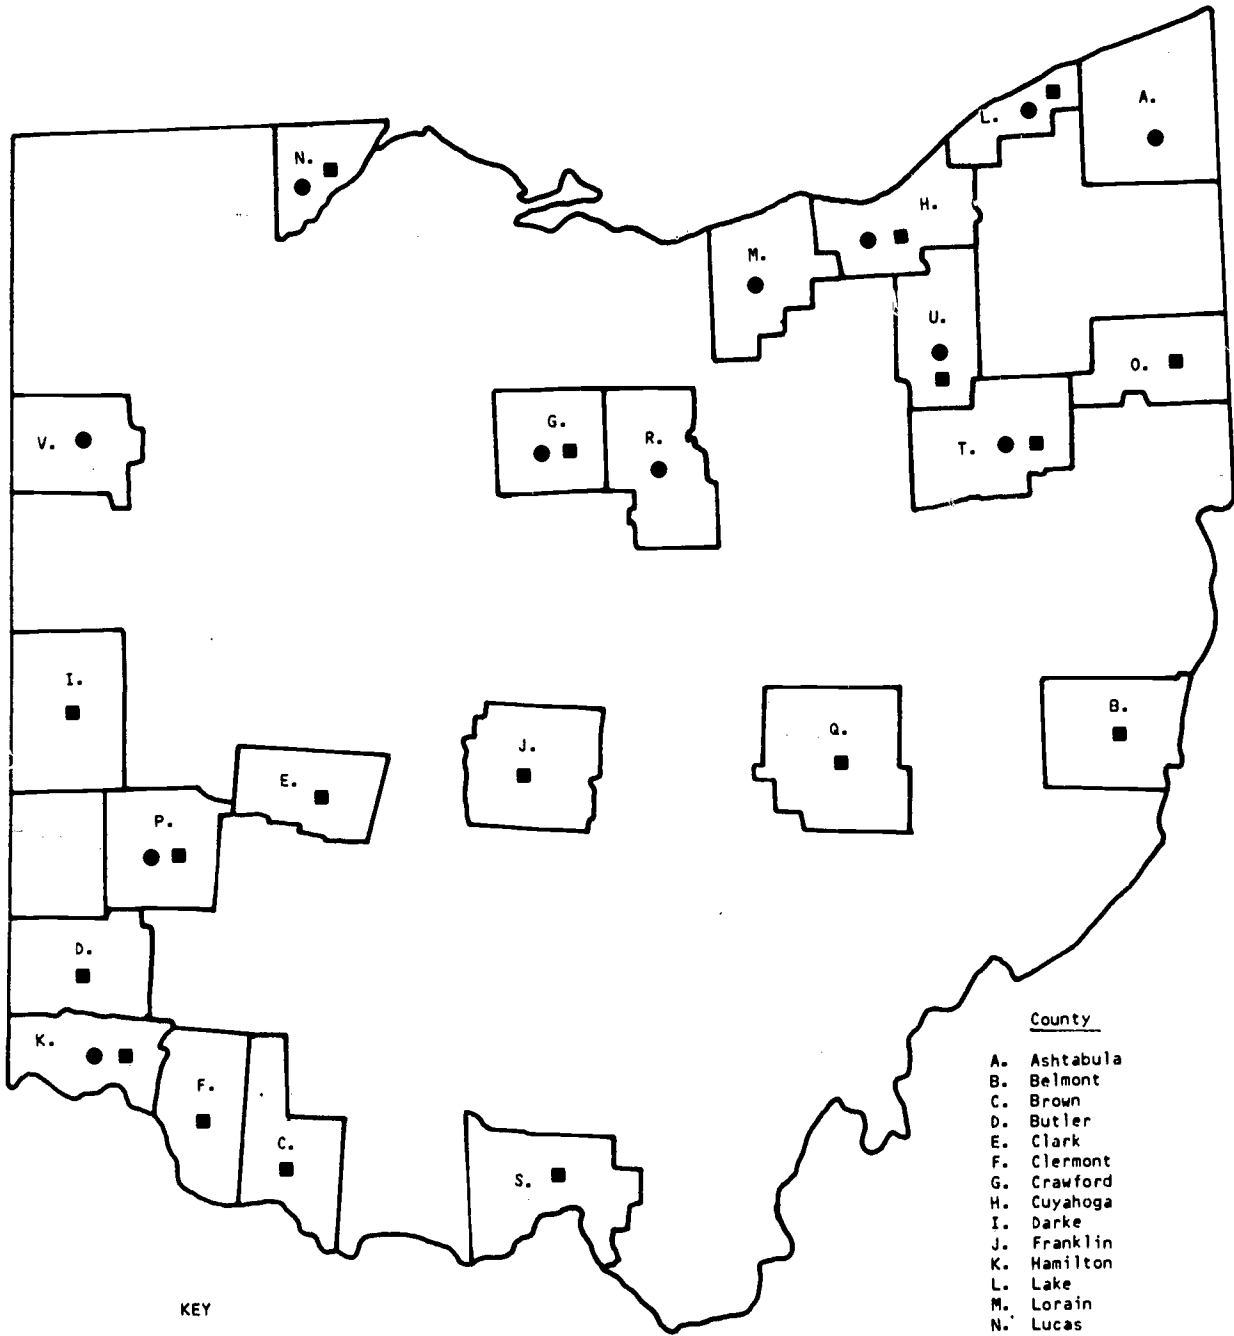 A.
L.
N.
H.
M.
U.
O.
G.
R.
V.
T.
I.
B.
Q.
J.
E.
P.
D.
K.
F.
C.
S.
KEY
County
A. Ashtabula
B. Belmont
C. Brown
D. Butler
E. Clark
F. Clermont
G. Crawford
H. Cuyahoga
I. Darke
J. Franklin
K. Hamilton
L. Lake
M. Lorain
N. Lucas